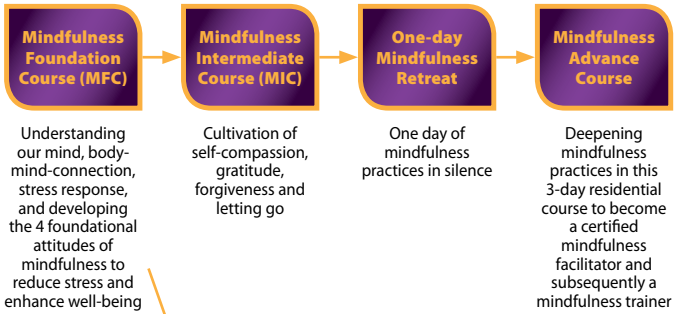 Mindfulness
Foundation
Course (MFC)
Mindfulness
Intermediate
Course (MIC)
One-day
Mindfulness
Retreat
Mindfulness
Advance
Course
Understanding
our mind, body-
mind-connection,
stress response,
and developing
the 4 foundational
attitudes of
mindfulness to
reduce stress and
enhance well-being
Cultivation of
self-compassion,
gratitude,
forgiveness and
letting go
One day of
mindfulness
practices in silence
Deepening
mindfulness
practices in this
3-day residential
course to become
a certified
mindfulness
facilitator and
subsequently a
mindfulness trainer